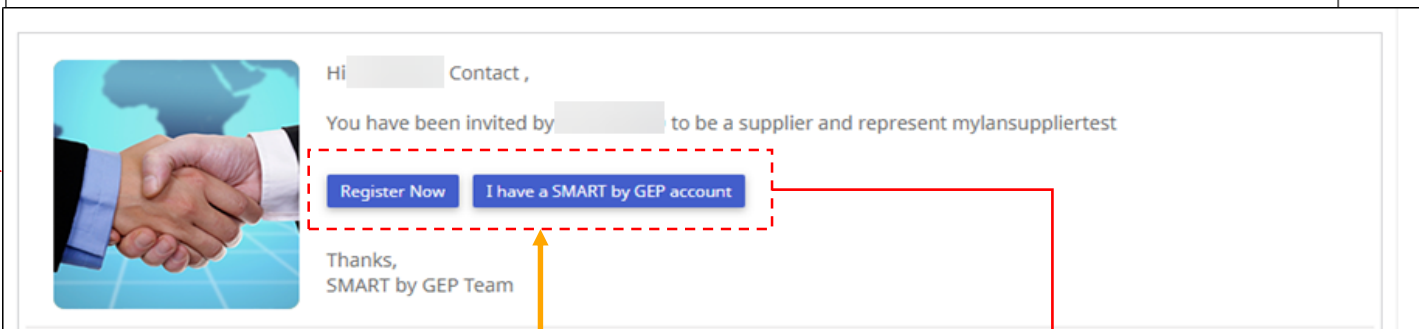 Hi Contact ,
You have been invited by to be a supplier and represent mylansuppliertest
Register Now I have a SMART by GEP account
Thanks,
SMART by GEP Team